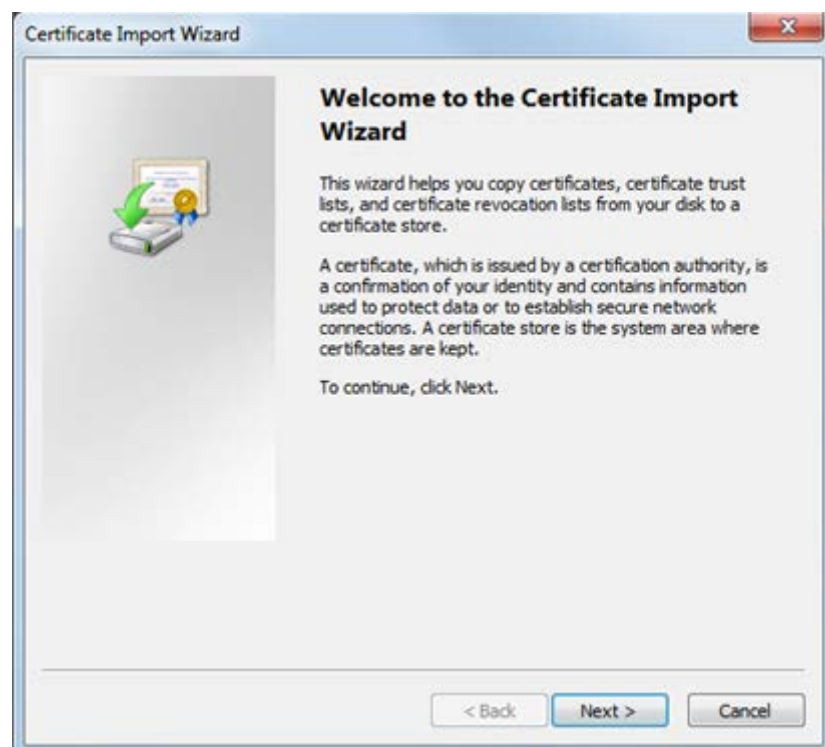 Certificate Import Wizard
Welcome to the Certificate Import
Wizard
This wizard helps you copy certificates, certificate trust
lists, and certificate revocation lists from your disk to a
certificate store.
A certificate, which is issued by a certification authority, is
a confirmation of your identity and contains information
used to protect data or to establish secure network
connections. A certificate store is the system area where
certificates are kept.
To continue, click Next.
< Back
Next >
Cancel